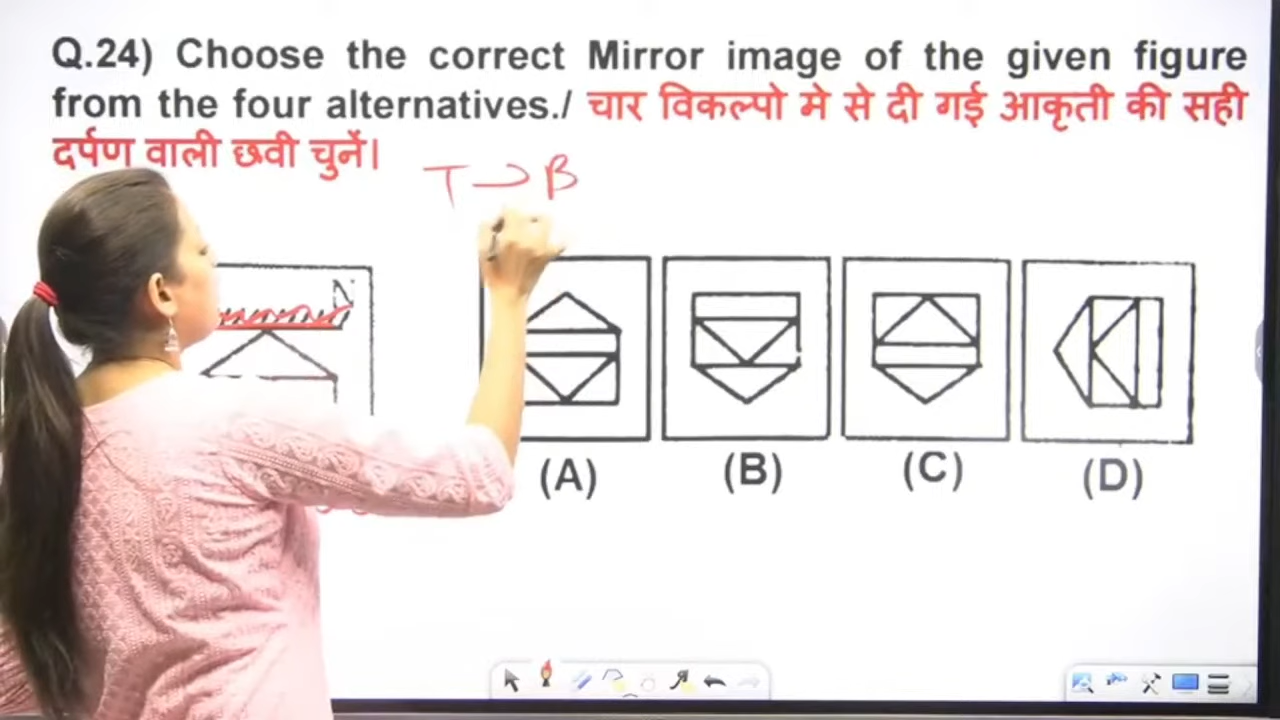 Q.24) Choose the correct Mirror image of the given figure
from the four alternatives./ चार विकल्पो मे से दी गई आकृती की सही
दर्पण वाली छवी चुनें।
T → B
N
(A) (B) (C) (D)